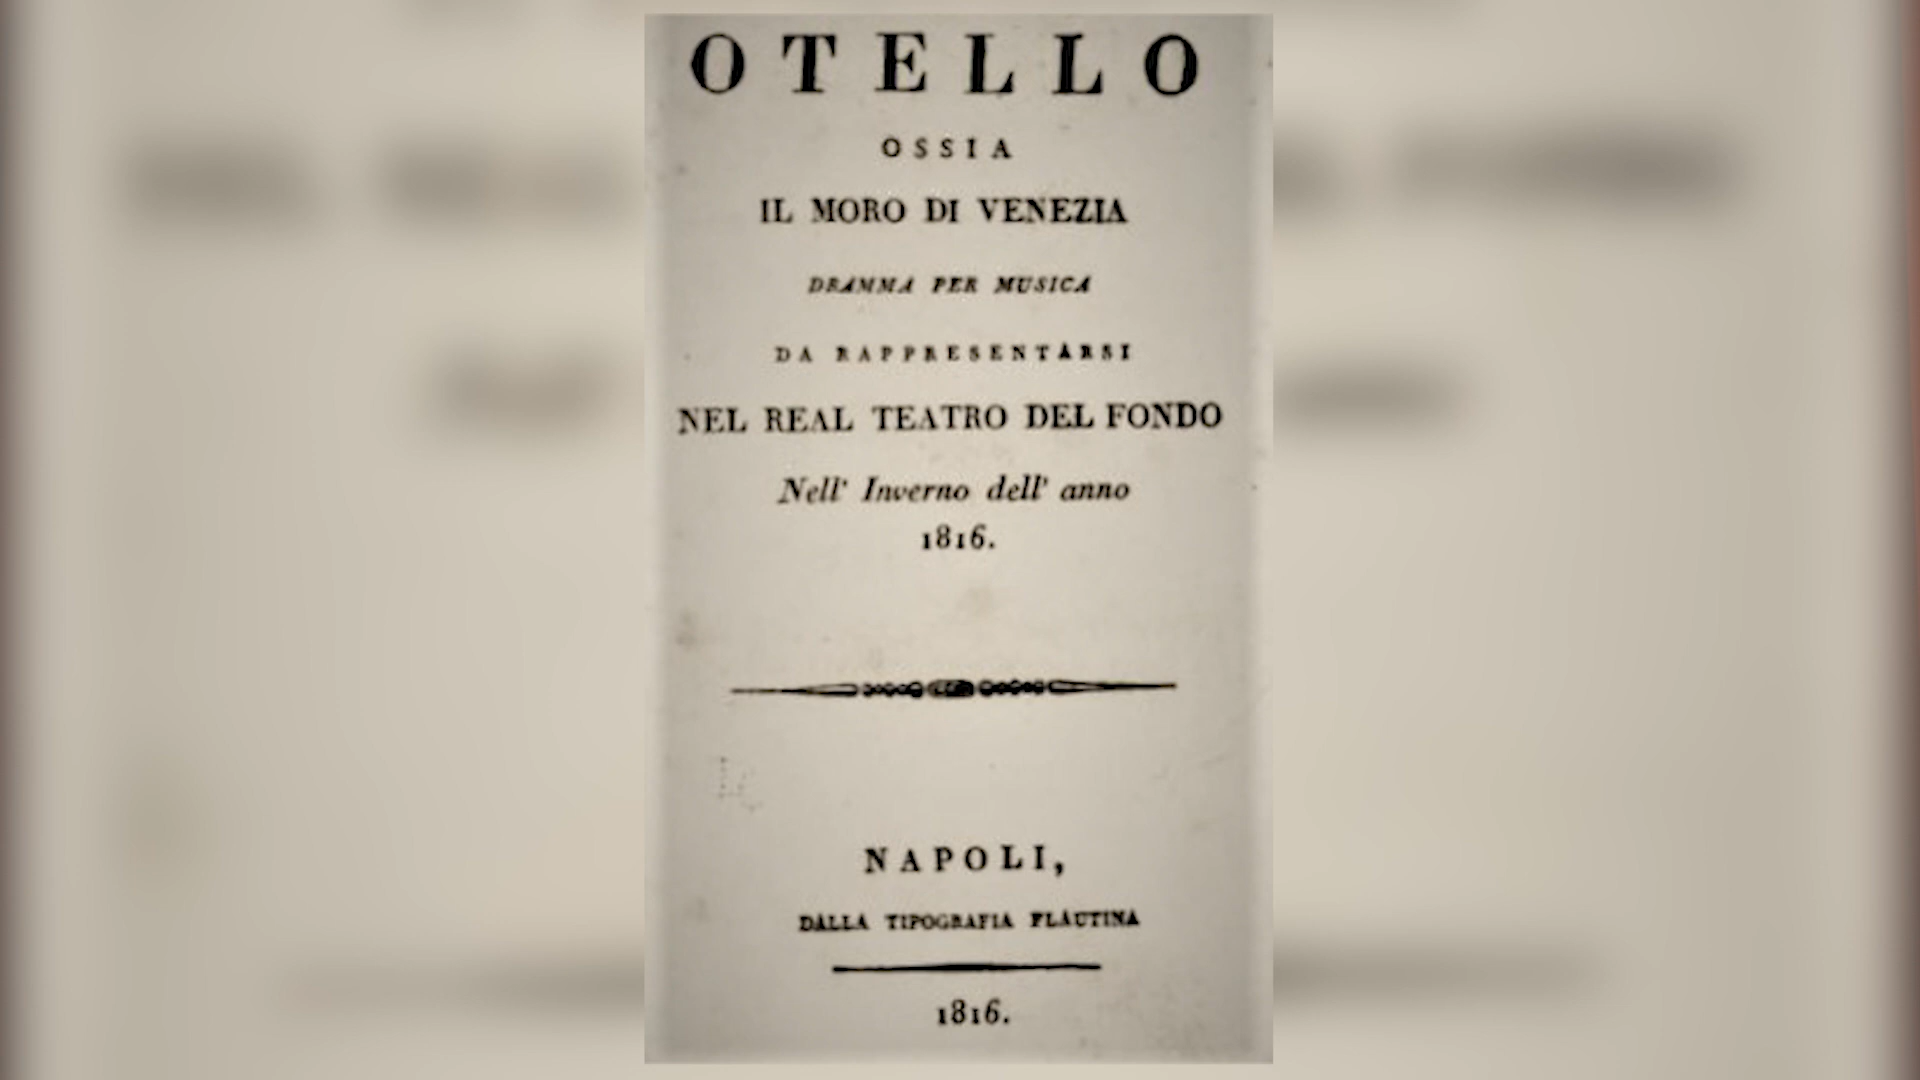 OTELLO
OSSIA
IL MORO DI VENEZIA
DRAMMA PER MUSICA
DA RAPPRESENTARSI
NEL REAL TEATRO DEL FONDO
Nell' Inverno dell' anno
1816.
NAPOLI,
DALLA TIPOGRAFIA FLAUTINA
1816.